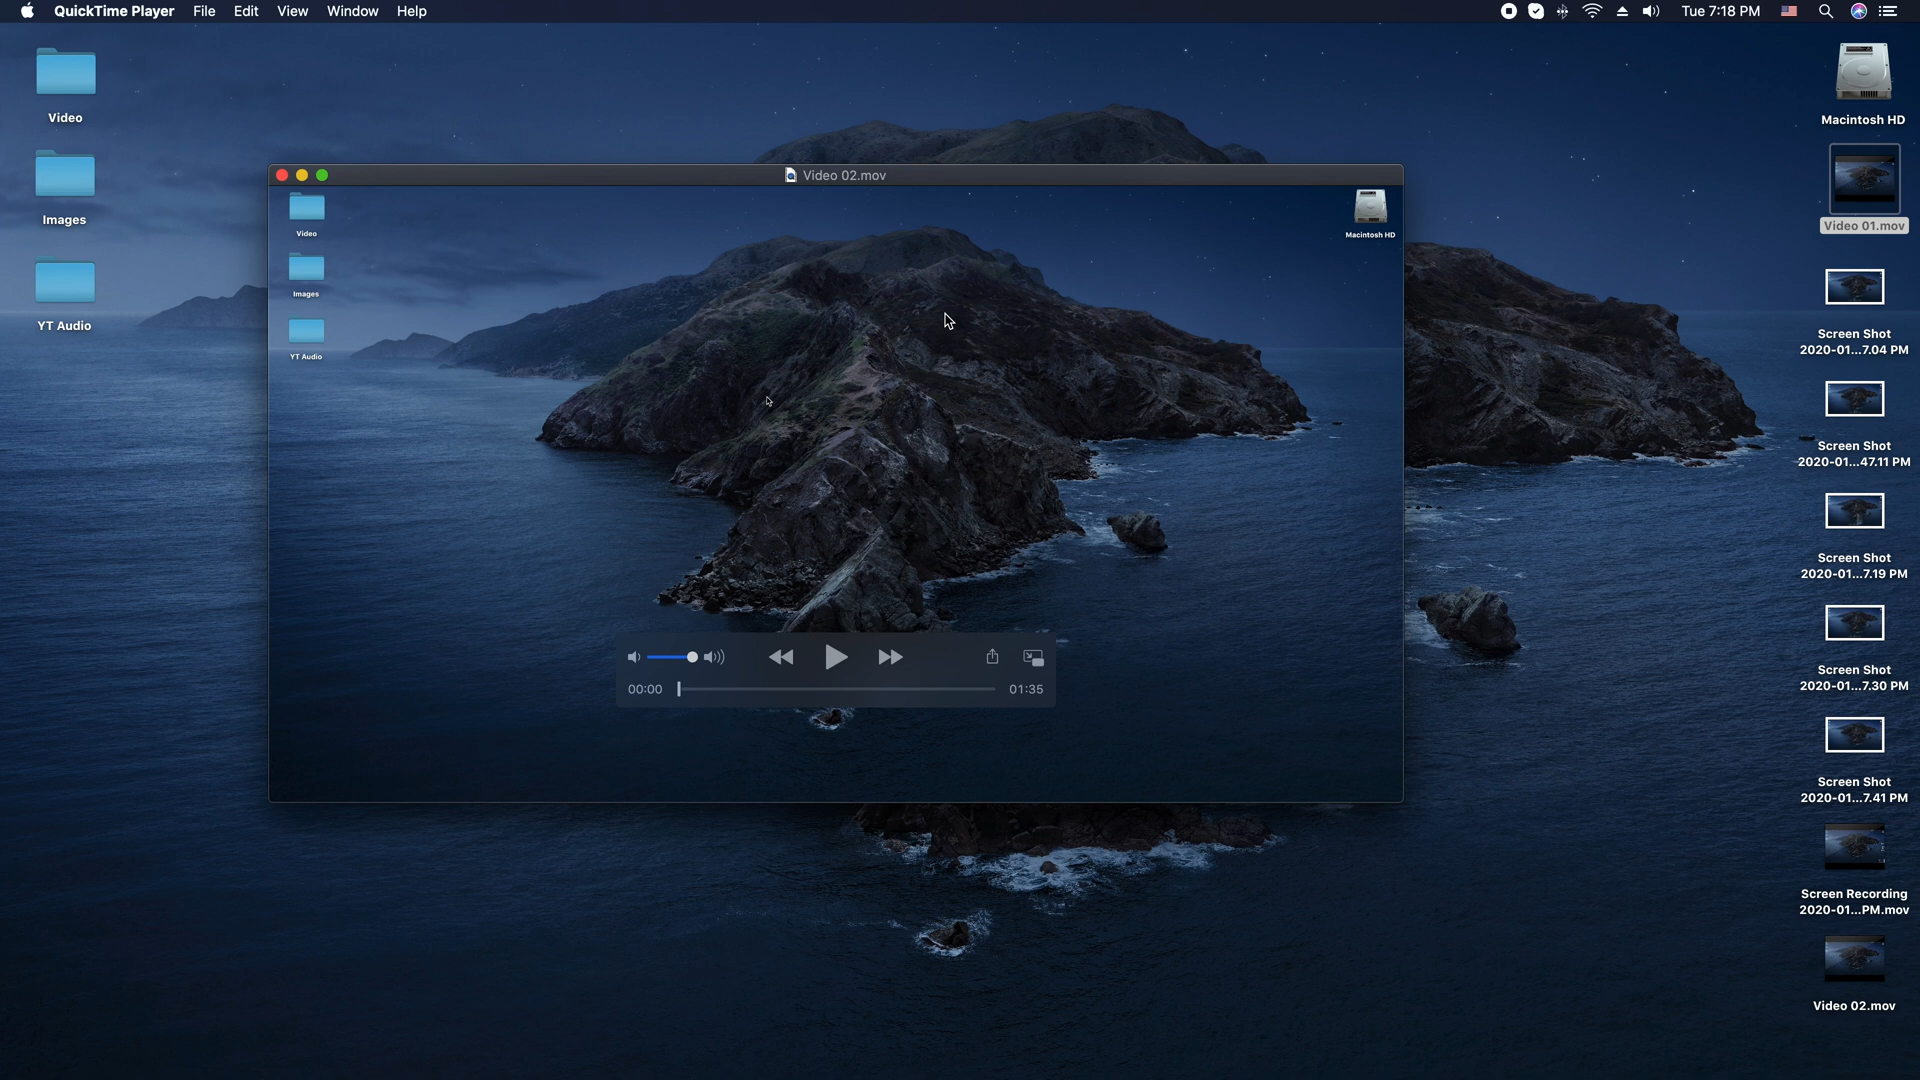 QuickTime Player File Edit View Window Help
Tue 7:18 PM
Video
Images
YT Audio
Video 02.mov
Video
Images
YT Audio
Macintosh HD
00:00
01:35
Macintosh HD
Video 01.mov
Screen Shot
2020-01...7.04 PM
Screen Shot
2020-01...47.11 PM
Screen Shot
2020-01...7.19 PM
Screen Shot
2020-01...7.30 PM
Screen Shot
2020-01...7.41 PM
Screen Recording
2020-01...PM.mov
Video 02.mov